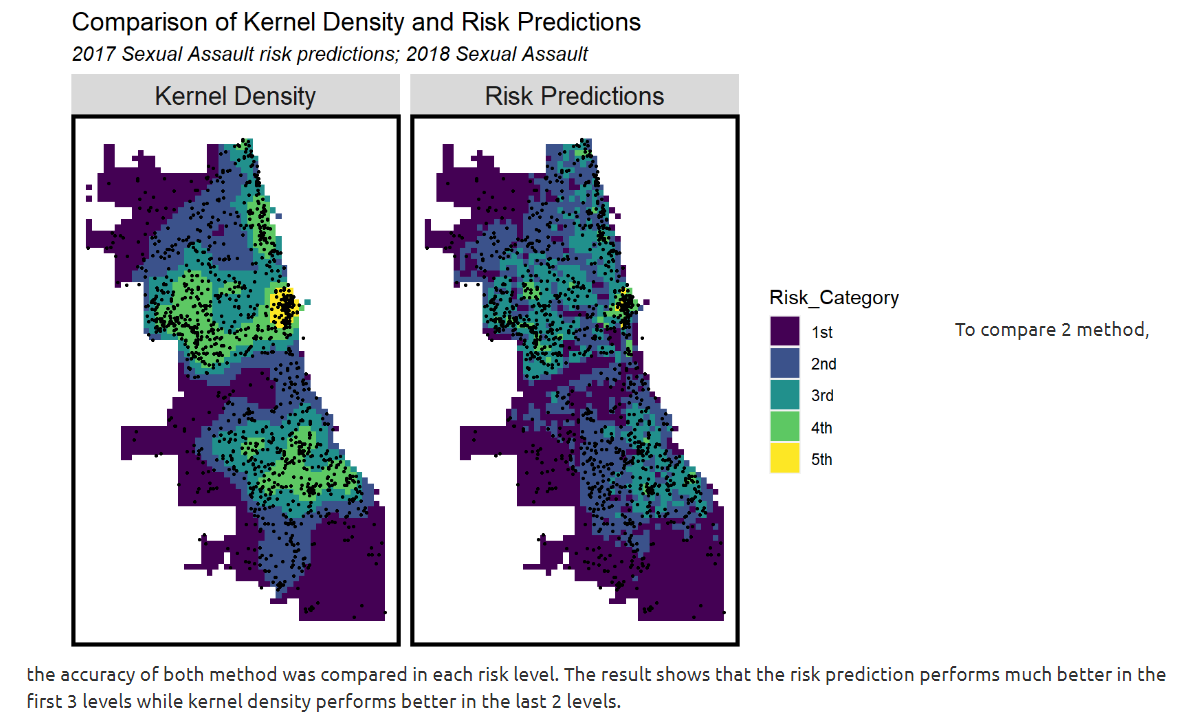 Comparison of Kernel Density and Risk Predictions
2017 Sexual Assault risk predictions; 2018 Sexual Assault
Kernel Density
Risk Predictions
Risk_Category
1st
2nd
3rd
4th
5th
To compare 2 method,
the accuracy of both method was compared in each risk level. The result shows that the risk prediction performs much better in the
first 3 levels while kernel density performs better in the last 2 levels.